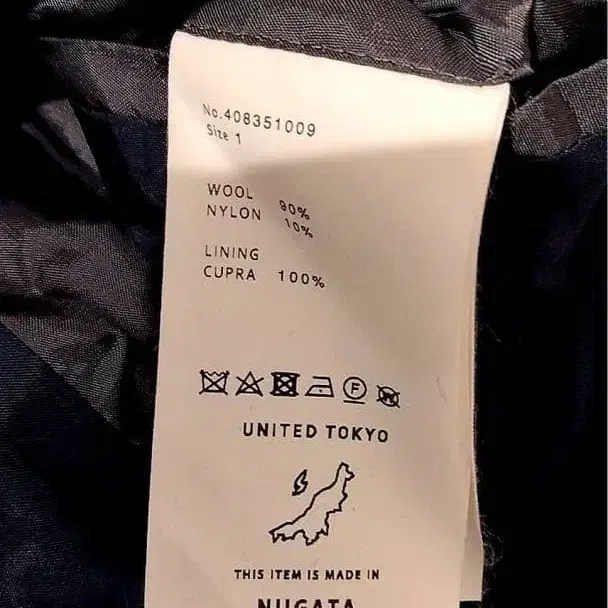 No.408351009
Size 1
WOOL 90%
NYLON 10%
LINING
CUPRA 100%
F W
UNITED TOKYO
THIS ITEM IS MADE IN
NIIGATA